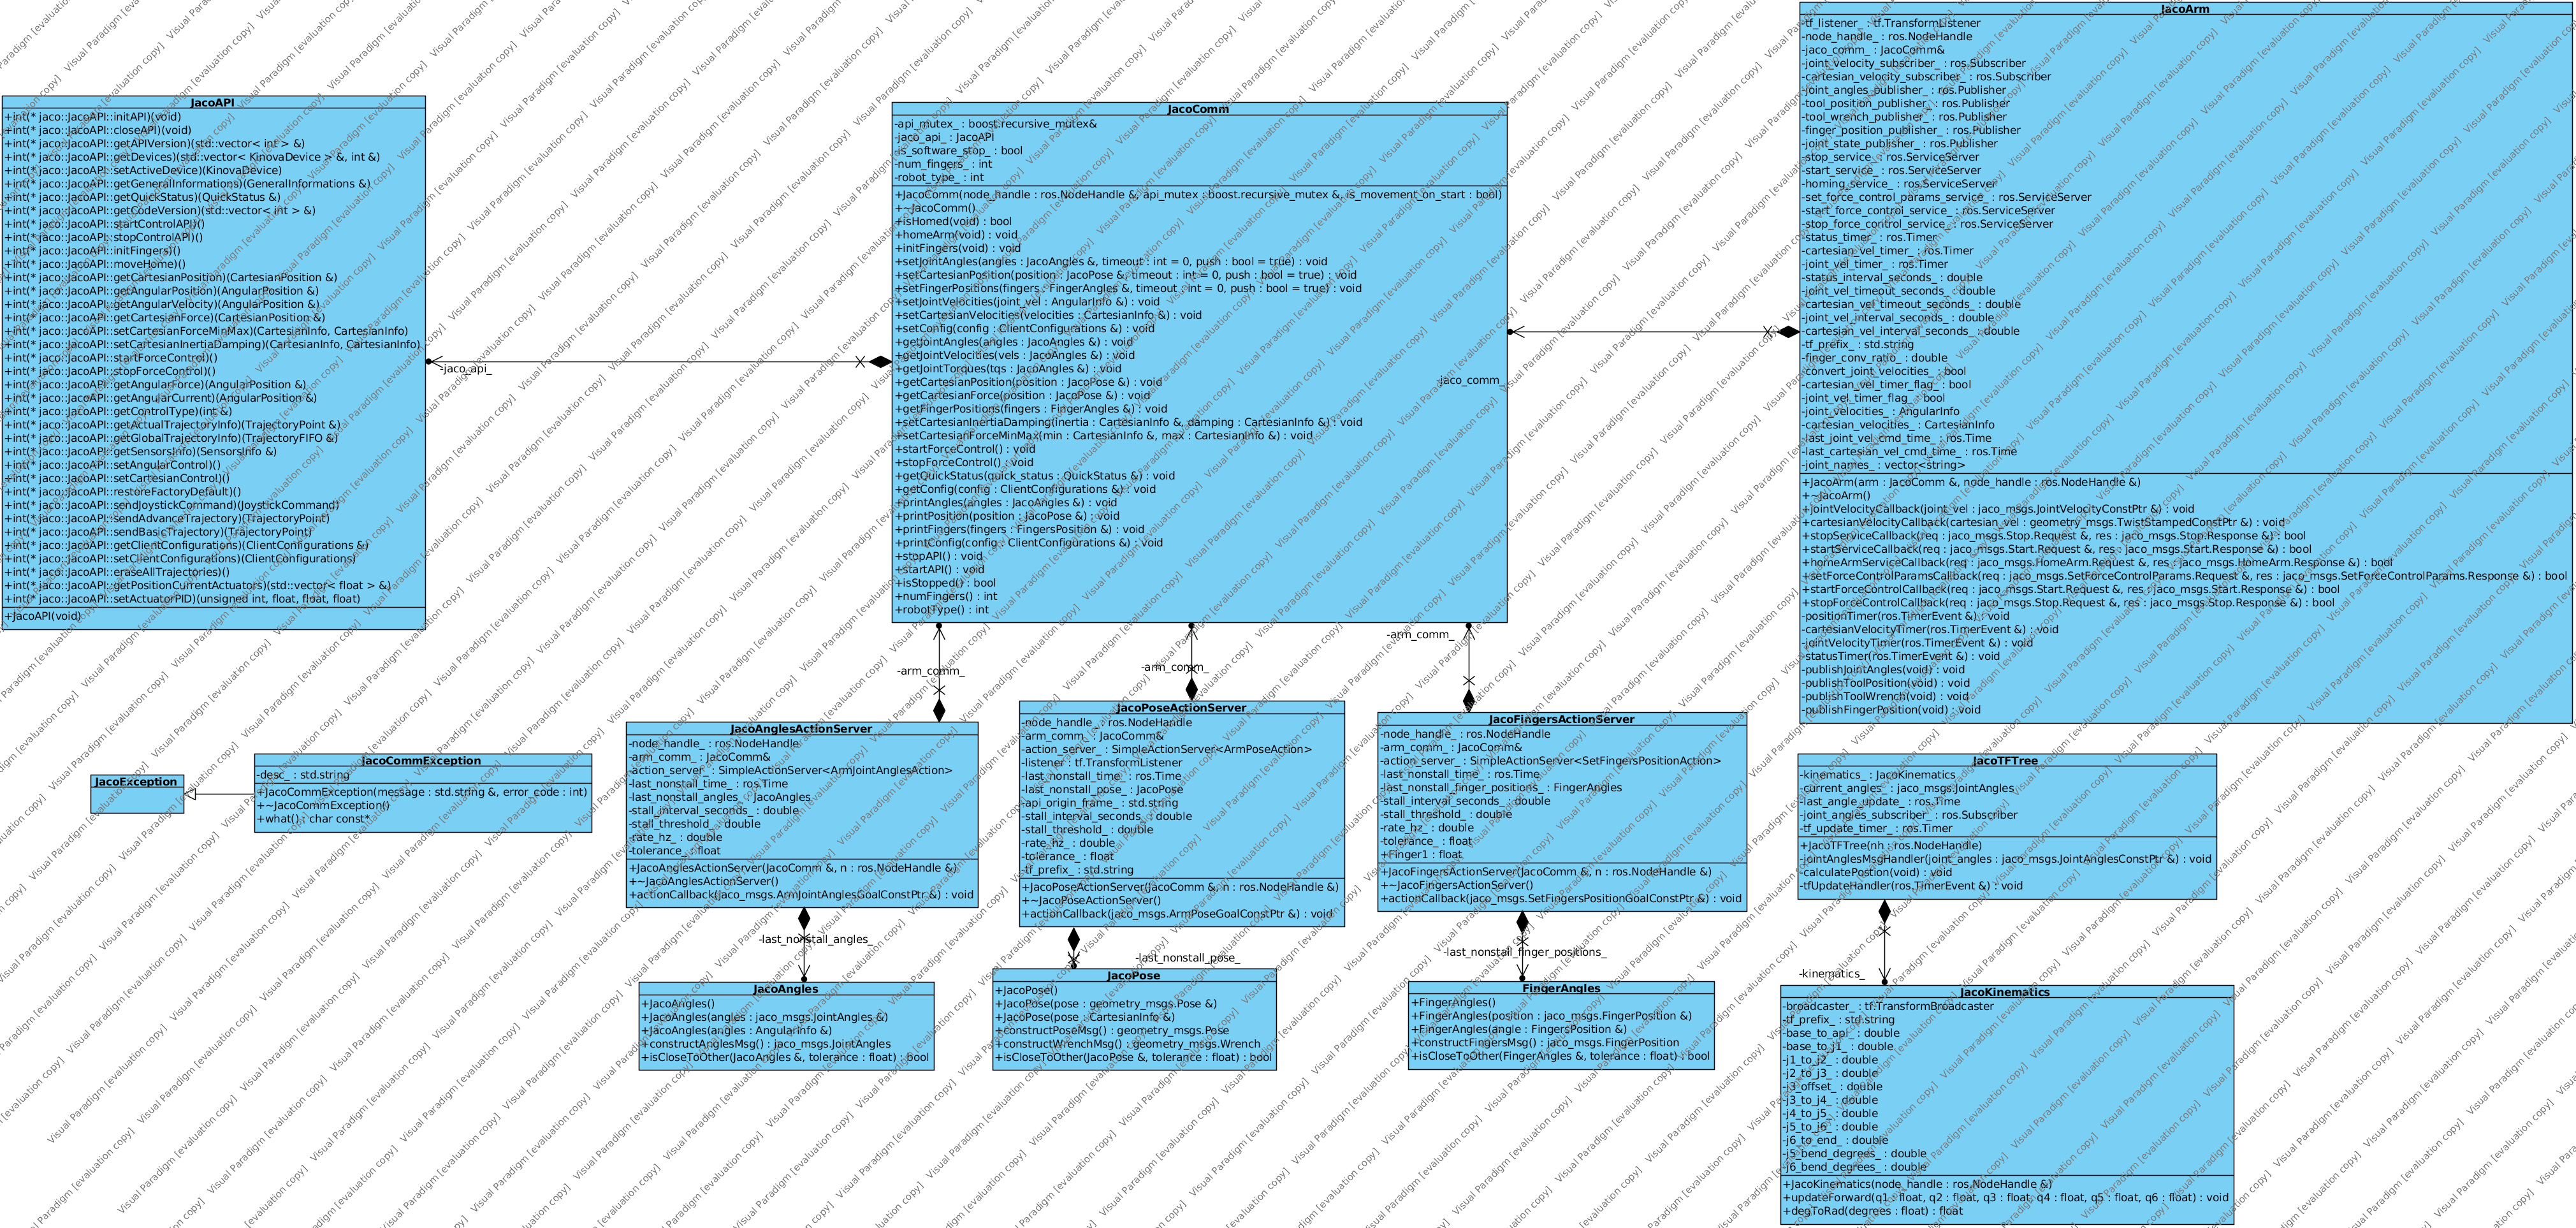 JacoAPI
+int(* jaco::JacoAPI::initAPI)(void)
+int(* jaco::JacoAPI::closeAPI)(void)
+int(* jaco::JacoAPI::getAPIVersion)(std::vector< int > &)
+int(* jaco::JacoAPI::getDevices)(std::vector< KinovaDevice > &, int &)
+int(* jaco::JacoAPI::setActiveDevice)(KinovaDevice)
+int(* jaco::JacoAPI::getGeneralInformations)(GeneralInformations &)
+int(* jaco::JacoAPI::getQuickStatus)(QuickStatus &)
+int(* jaco::JacoAPI::getCodeVersion)(std::vector< int > &)
+int(* jaco::JacoAPI::startControlAPI)()
+int(* jaco::JacoAPI::stopControlAPI)()
+int(* jaco::JacoAPI::initFingers)()
+int(* jaco::JacoAPI::moveHome)()
+int(* jaco::JacoAPI::getCartesianPosition)(CartesianPosition &)
+int(* jaco::JacoAPI::getAngularPosition)(AngularPosition &)
+int(* jaco::JacoAPI::getAngularVelocity)(AngularPosition &)
+int(* jaco::JacoAPI::getCartesianForce)(CartesianPosition &)
+int(* jaco::JacoAPI::setCartesianForceMinMax)(CartesianInfo, CartesianInfo)
+int(* jaco::JacoAPI::setCartesianInertiaDamping)(CartesianInfo, CartesianInfo)
+int(* jaco::JacoAPI::startForceControl)()
+int(* jaco::JacoAPI::stopForceControl)()
+int(* jaco::JacoAPI::getAngularForce)(AngularPosition &)
+int(* jaco::JacoAPI::getAngularCurrent)(AngularPosition &)
+int(* jaco::JacoAPI::getControlType)(int &)
+int(* jaco::JacoAPI::getActualTrajectoryInfo)(TrajectoryPoint &)
+int(* jaco::JacoAPI::getGlobalTrajectoryInfo)(TrajectoryFIFO &)
+int(* jaco::JacoAPI::getSensorsInfo)(SensorsInfo &)
+int(* jaco::JacoAPI::setAngularControl)()
+int(* jaco::JacoAPI::setCartesianControl)()
+int(* jaco::JacoAPI::restoreFactoryDefault)()
+int(* jaco::JacoAPI::sendJoystickCommand)(JoystickCommand)
+int(* jaco::JacoAPI::sendAdvanceTrajectory)(TrajectoryPoint)
+int(* jaco::JacoAPI::sendBasicTrajectory)(TrajectoryPoint)
+int(* jaco::JacoAPI::getClientConfigurations)(ClientConfigurations &)
+int(* jaco::JacoAPI::setClientConfigurations)(ClientConfigurations)
+int(* jaco::JacoAPI::eraseAllTrajectories)()
+int(* jaco::JacoAPI::getPositionCurrentActuators)(std::vector< float > &)
+int(* jaco::JacoAPI::setActuatorPID)(unsigned int, float, float, float)
+JacoAPI(void)
-jaco_api_
JacoComm
-api_mutex_ : boost.recursive_mutex&
-jaco_api_ : JacoAPI
-is_software_stop_ : bool
-num_fingers_ : int
-robot_type_ : int
+JacoComm(node_handle : ros.NodeHandle &, api_mutex : boost.recursive_mutex &, is_movement_on_start : bool)
+~JacoComm()
+isHomed(void) : bool
+homeArm(void) : void
+initFingers(void) : void
+setJointAngles(angles : JacoAngles &, timeout : int = 0, push : bool = true) : void
+setCartesianPosition(position : JacoPose &, timeout : int = 0, push : bool = true) : void
+setFingerPositions(fingers : FingerAngles &, timeout : int = 0, push : bool = true) : void
+setJointVelocities(joint_vel : AngularInfo &) : void
+setCartesianVelocities(velocities : CartesianInfo &) : void
+setConfig(config : ClientConfigurations &) : void
+getJointAngles(angles : JacoAngles &) : void
+getJointVelocities(vels : JacoAngles &) : void
+getJointTorques(tqs : JacoAngles &) : void
+getCartesianPosition(position : JacoPose &) : void
+getCartesianForce(position : JacoPose &) : void
+getFingerPositions(fingers : FingerAngles &) : void
+setCartesianInertiaDamping(inertia : CartesianInfo &, damping : CartesianInfo &) : void
+setCartesianForceMinMax(min : CartesianInfo &, max : CartesianInfo &) : void
+startForceControl() : void
+stopForceControl() : void
+getQuickStatus(quick_status : QuickStatus &) : void
+getConfig(config : ClientConfigurations &) : void
+printAngles(angles : JacoAngles &) : void
+printPosition(position : JacoPose &) : void
+printFingers(fingers : FingersPosition &) : void
+printConfig(config : ClientConfigurations &) : void
+stopAPI() : void
+startAPI() : void
+isStopped() : bool
+numFingers() : int
+robotType() : int
-jaco_comm_
JacoArm
-tf_listener_ : tf.TransformListener
-node_handle_ : ros.NodeHandle
-jaco_comm_ : JacoComm&
-joint_velocity_subscriber_ : ros.Subscriber
-cartesian_velocity_subscriber_ : ros.Subscriber
-joint_angles_publisher_ : ros.Publisher
-tool_position_publisher_ : ros.Publisher
-tool_wrench_publisher_ : ros.Publisher
-finger_position_publisher_ : ros.Publisher
-joint_state_publisher_ : ros.Publisher
-stop_service_ : ros.ServiceServer
-start_service_ : ros.ServiceServer
-homing_service_ : ros.ServiceServer
-set_force_control_params_service_ : ros.ServiceServer
-start_force_control_service_ : ros.ServiceServer
-stop_force_control_service_ : ros.ServiceServer
-status_timer_ : ros.Timer
-cartesian_vel_timer_ : ros.Timer
-joint_vel_timer_ : ros.Timer
-status_interval_seconds_ : double
-joint_vel_timeout_seconds_ : double
-cartesian_vel_timeout_seconds_ : double
-joint_vel_interval_seconds_ : double
-cartesian_vel_interval_seconds_ : double
-tf_prefix_ : std.string
-finger_conv_ratio_ : double
-convert_joint_velocities_ : bool
-cartesian_vel_timer_flag_ : bool
-joint_vel_timer_flag_ : bool
-joint_velocities_ : AngularInfo
-cartesian_velocities_ : CartesianInfo
-last_joint_vel_cmd_time_ : ros.Time
-last_cartesian_vel_cmd_time_ : ros.Time
-joint_names_ : vector<string>
+JacoArm(arm : JacoComm &, node_handle : ros.NodeHandle &)
+~JacoArm()
+jointVelocityCallback(joint_vel : jaco_msgs.JointVelocityConstPtr &) : void
+cartesianVelocityCallback(cartesian_vel : geometry_msgs.TwistStampedConstPtr &) : void
+stopServiceCallback(req : jaco_msgs.Stop.Request &, res : jaco_msgs.Stop.Response &) : bool
+startServiceCallback(req : jaco_msgs.Start.Request &, res : jaco_msgs.Start.Response &) : bool
+homeArmServiceCallback(req : jaco_msgs.HomeArm.Request &, res : jaco_msgs.HomeArm.Response &) : bool
+setForceControlParamsCallback(req : jaco_msgs.SetForceControlParams.Request &, res : jaco_msgs.SetForceControlParams.Response &) : bool
+startForceControlCallback(req : jaco_msgs.Start.Request &, res : jaco_msgs.Start.Response &) : bool
+stopForceControlCallback(req : jaco_msgs.Stop.Request &, res : jaco_msgs.Stop.Response &) : bool
-positionTimer(ros.TimerEvent &) : void
-cartesianVelocityTimer(ros.TimerEvent &) : void
-jointVelocityTimer(ros.TimerEvent &) : void
-statusTimer(ros.TimerEvent &) : void
-publishJointAngles(void) : void
-publishToolPosition(void) : void
-publishToolWrench(void) : void
-publishFingerPosition(void) : void
-arm_comm_
-arm_comm_
-arm_comm_
JacoException
JacoCommException
-desc_ : std.string
+JacoCommException(message : std.string &, error_code : int)
+~JacoCommException()
+what() : char const*
JacoAnglesActionServer
-node_handle_ : ros.NodeHandle
-arm_comm_ : JacoComm&
-action_server_ : SimpleActionServer<ArmJointAnglesAction>
-last_nonstall_time_ : ros.Time
-last_nonstall_angles_ : JacoAngles
-stall_interval_seconds_ : double
-stall_threshold_ : double
-rate_hz_ : double
-tolerance_ : float
+JacoAnglesActionServer(JacoComm &, n : ros.NodeHandle &)
+~JacoAnglesActionServer()
+actionCallback(jaco_msgs.ArmJointAnglesGoalConstPtr &) : void
JacoPoseActionServer
-node_handle_ : ros.NodeHandle
-arm_comm_ : JacoComm&
-action_server_ : SimpleActionServer<ArmPoseAction>
-listener : tf.TransformListener
-last_nonstall_time_ : ros.Time
-last_nonstall_pose_ : JacoPose
-api_origin_frame_ : std.string
-stall_interval_seconds_ : double
-stall_threshold_ : double
-rate_hz_ : double
-tolerance_ : float
-tf_prefix_ : std.string
+JacoPoseActionServer(JacoComm &, n : ros.NodeHandle &)
+~JacoPoseActionServer()
+actionCallback(jaco_msgs.ArmPoseGoalConstPtr &) : void
JacoFingersActionServer
-node_handle_ : ros.NodeHandle
-arm_comm_ : JacoComm&
-action_server_ : SimpleActionServer<SetFingersPositionAction>
-last_nonstall_time_ : ros.Time
-last_nonstall_finger_positions_ : FingerAngles
-stall_interval_seconds_ : double
-stall_threshold_ : double
-rate_hz_ : double
-tolerance_ : float
+Finger1 : float
+JacoFingersActionServer(JacoComm &, n : ros.NodeHandle &)
+~JacoFingersActionServer()
+actionCallback(jaco_msgs.SetFingersPositionGoalConstPtr &) : void
JacoTFTree
-kinematics_ : JacoKinematics
-current_angles_ : jaco_msgs.JointAngles
-last_angle_update_ : ros.Time
-joint_angles_subscriber_ : ros.Subscriber
-tf_update_timer_ : ros.Timer
+JacoTFTree(nh : ros.NodeHandle)
-jointAnglesMsgHandler(joint_angles : jaco_msgs.JointAnglesConstPtr &) : void
-calculatePostion(void) : void
-tfUpdateHandler(ros.TimerEvent &) : void
-last_nonstall_angles_
-last_nonstall_pose_
-last_nonstall_finger_positions_
-kinematics_
JacoAngles
+JacoAngles()
+JacoAngles(angles : jaco_msgs.JointAngles &)
+JacoAngles(angles : AngularInfo &)
+constructAnglesMsg() : jaco_msgs.JointAngles
+isCloseToOther(JacoAngles &, tolerance : float) : bool
JacoPose
+JacoPose()
+JacoPose(pose : geometry_msgs.Pose &)
+JacoPose(pose : CartesianInfo &)
+constructPoseMsg() : geometry_msgs.Pose
+constructWrenchMsg() : geometry_msgs.Wrench
+isCloseToOther(JacoPose &, tolerance : float) : bool
FingerAngles
+FingerAngles()
+FingerAngles(position : jaco_msgs.FingerPosition &)
+FingerAngles(angle : FingersPosition &)
+constructFingersMsg() : jaco_msgs.FingerPosition
+isCloseToOther(FingerAngles &, tolerance : float) : bool
JacoKinematics
-broadcaster_ : tf.TransformBroadcaster
-tf_prefix_ : std.string
-base_to_api_ : double
-base_to_j1_ : double
-j1_to_j2_ : double
-j2_to_j3_ : double
-j3_offset_ : double
-j3_to_j4_ : double
-j4_to_j5_ : double
-j5_to_j6_ : double
-j6_to_end_ : double
-j5_bend_degrees_ : double
-j6_bend_degrees_ : double
+JacoKinematics(node_handle : ros.NodeHandle &)
+updateForward(q1 : float, q2 : float, q3 : float, q4 : float, q5 : float, q6 : float) : void
+degToRad(degrees : float) : float
Visual Paradigm [evaluation copy]